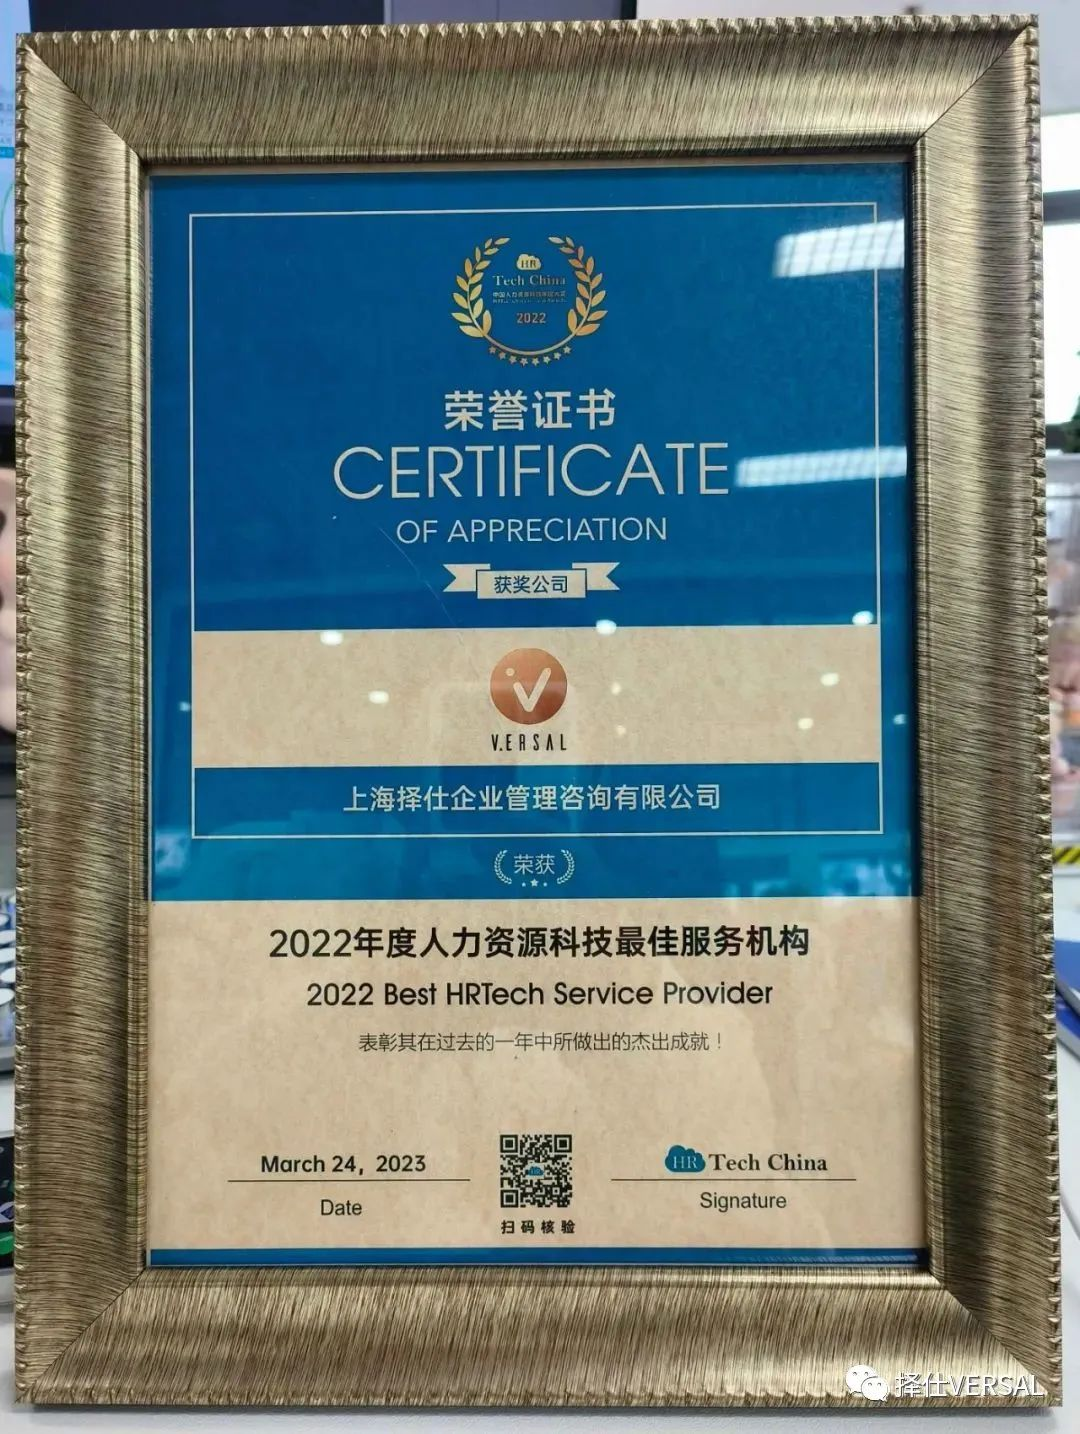 HR
Tech China
2022
荣誉证书
CERTIFICATE
OF APPRECIATION
获奖公司
V.ERSAL
上海择仕企业管理咨询有限公司
荣获
2022年度人力资源科技最佳服务机构
2022 Best HRTech Service Provider
表彰其在过去的一年中所做出的杰出成就！
March 24, 2023
Date
扫码核验
HR Tech China
Signature
择仕VERSAL